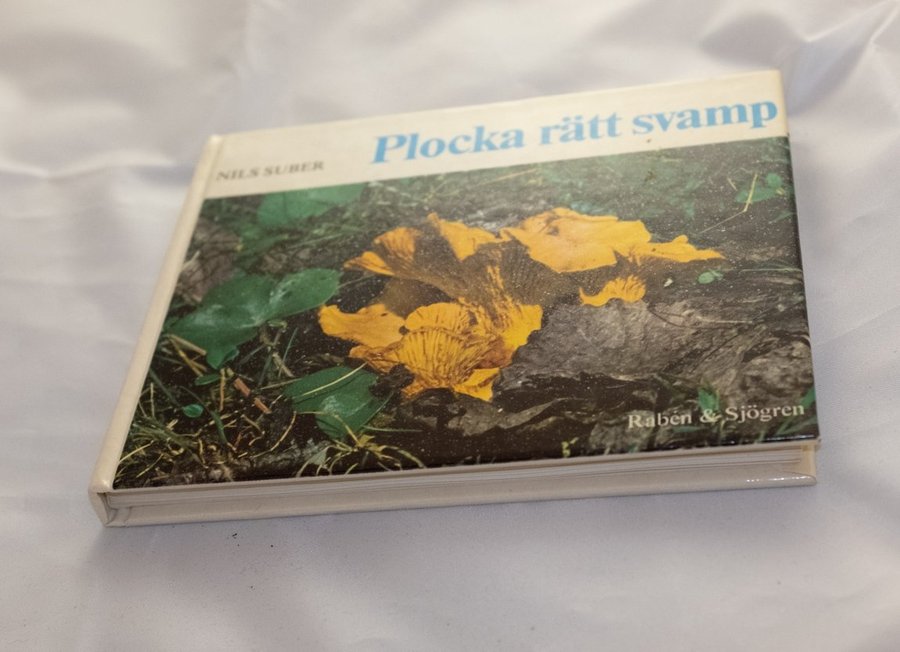 NILS SUBER
Plocka rätt svamp
Rabén & Sjögren